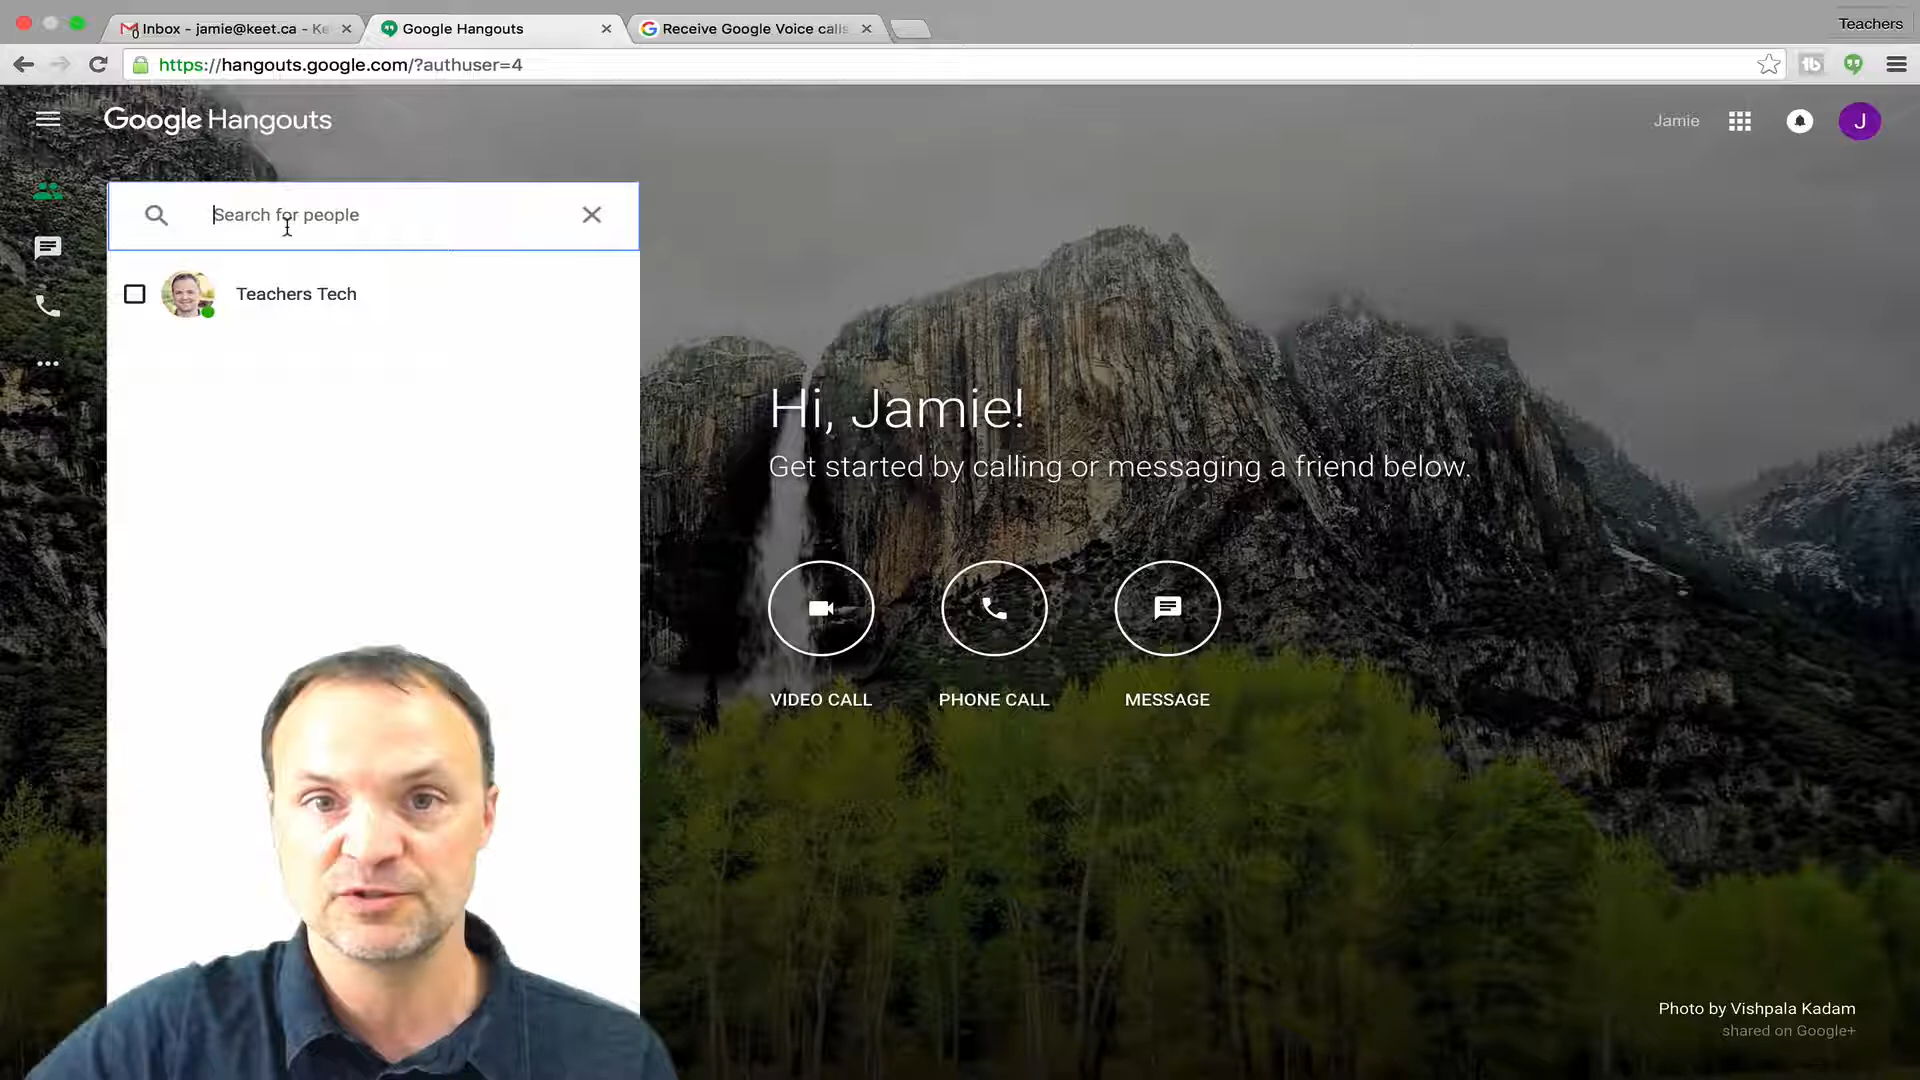 Inbox - jamie@keet.ca - Ke
Google Hangouts
Receive Google Voice calls
Teachers
https://hangouts.google.com/?authuser=4
Google Hangouts
Jamie
J
Search for people
Teachers Tech
Hi, Jamie!
Get started by calling or messaging a friend below.
VIDEO CALL
PHONE CALL
MESSAGE
Photo by Vishpala Kadam
shared on Google+